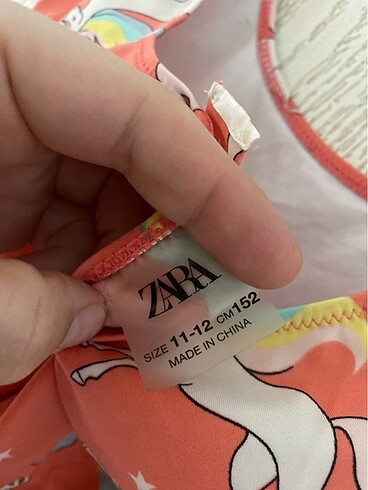 ZARA
SIZE 11-12 CM 152
MADE IN CHINA